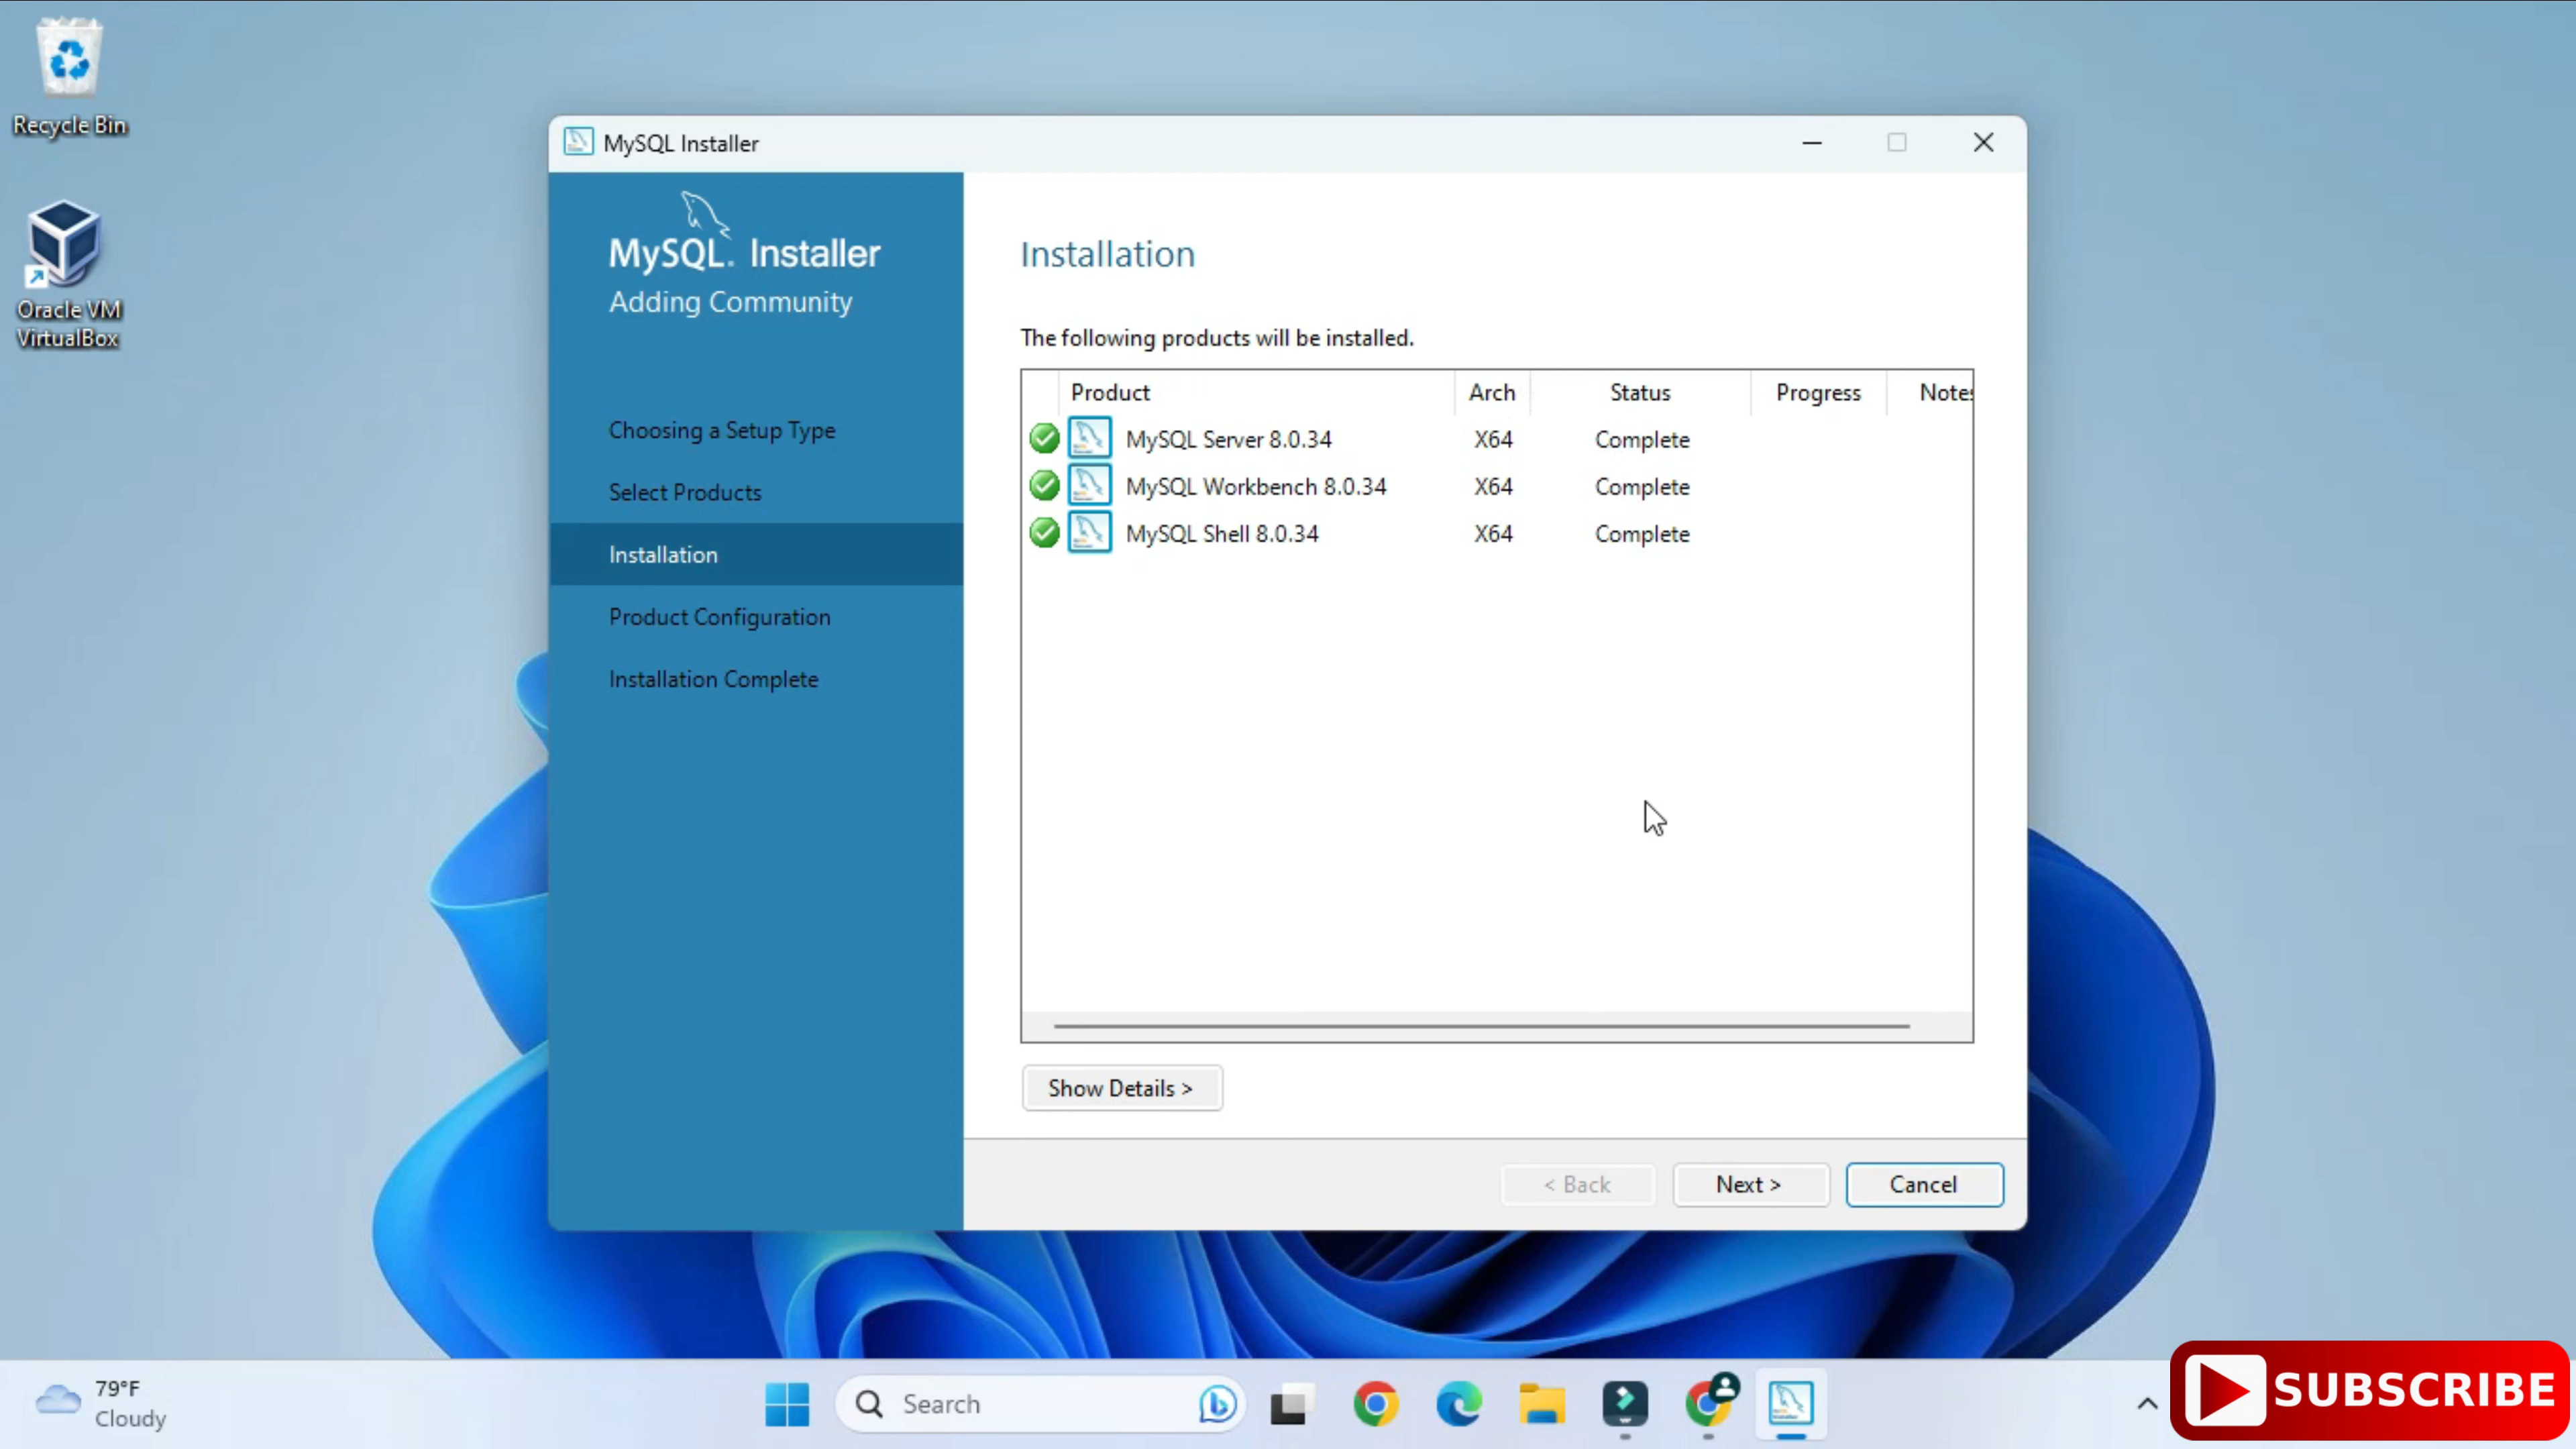 Recycle Bin
Oracle VM
VirtualBox
MySQL Installer
MySQL. Installer
Adding Community
Choosing a Setup Type
Select Products
Installation
Product Configuration
Installation Complete
Installation
The following products will be installed.
Product Arch Status Progress Notes
MySQL Server 8.0.34 X64 Complete
MySQL Workbench 8.0.34 X64 Complete
MySQL Shell 8.0.34 X64 Complete
Show Details >
< Back Next > Cancel
79°F
Cloudy
Search
SUBSCRIBE